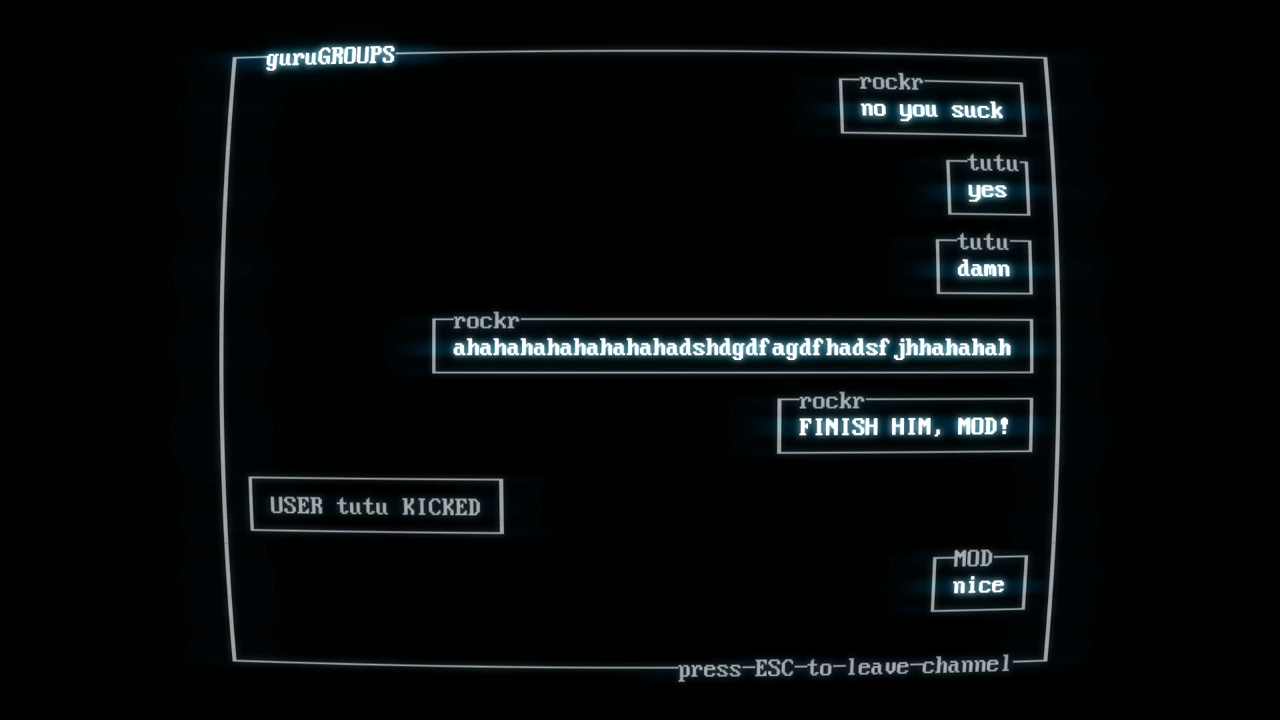 guruGROUPS
rockr
no you suck
tutu
yes
tutu
damn
rockr
ahahahahahahahahadshdgdfagdfhadsfjhhahahah
rockr
FINISH HIM, MOD!
USER tutu KICKED
MOD
nice
press-ESC-to-leave-channel